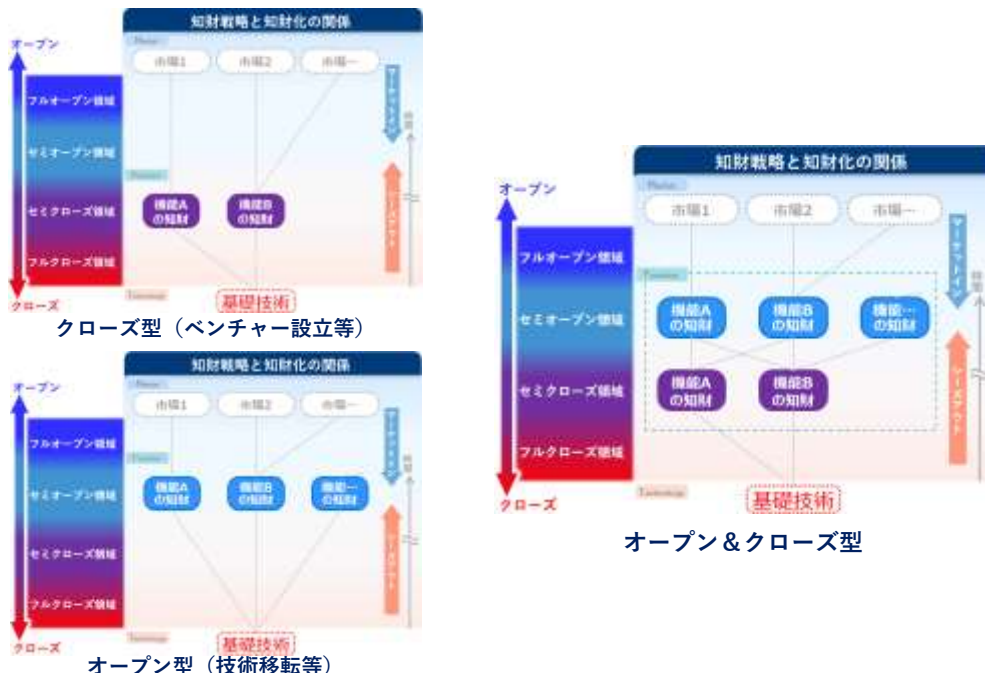 知財戦略と知財化の関係
オープン
Market
市場1
市場2
市場…
マーケットイン
時間
フルオープン領域
セミオープン領域
セミクローズ領域
フルクローズ領域
機能A
の知財
機能B
の知財
シーズアウト
クローズ
Technology
基礎技術
クローズ型（ベンチャー設立等）
知財戦略と知財化の関係
オープン
市場1
市場2
市場…
マーケットイン
時間
フルオープン領域
セミオープン領域
セミクローズ領域
フルクローズ領域
機能A
の知財
機能B
の知財
機能…
の知財
シーズアウト
クローズ
Technology
基礎技術
オープン型（技術移転等）
知財戦略と知財化の関係
オープン
市場1
市場2
市場…
マーケットイン
時間
フルオープン領域
セミオープン領域
セミクローズ領域
フルクローズ領域
機能A
の知財
機能B
の知財
機能…
の知財
機能A
の知財
機能B
の知財
シーズアウト
クローズ
Technology
基礎技術
オープン＆クローズ型